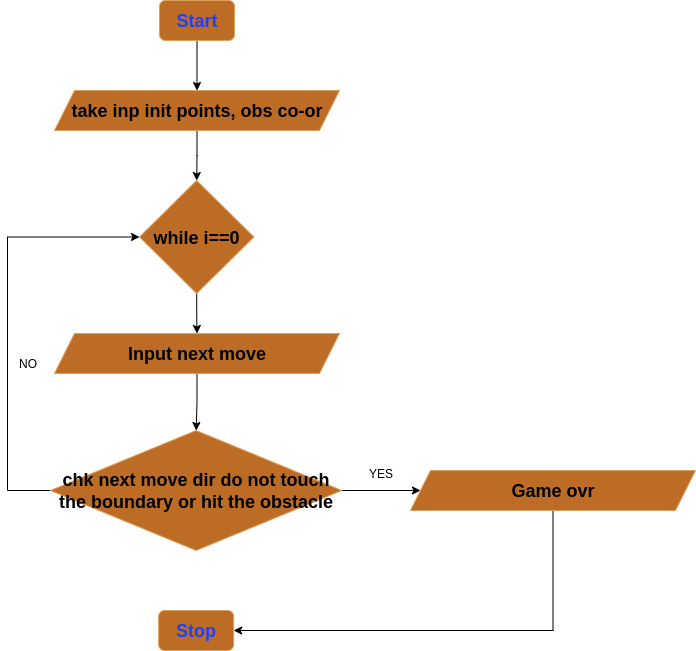 Start
take inp init points, obs co-or
while i==0
Input next move
NO
chk next move dir do not touch
the boundary or hit the obstacle
YES
Game ovr
Stop